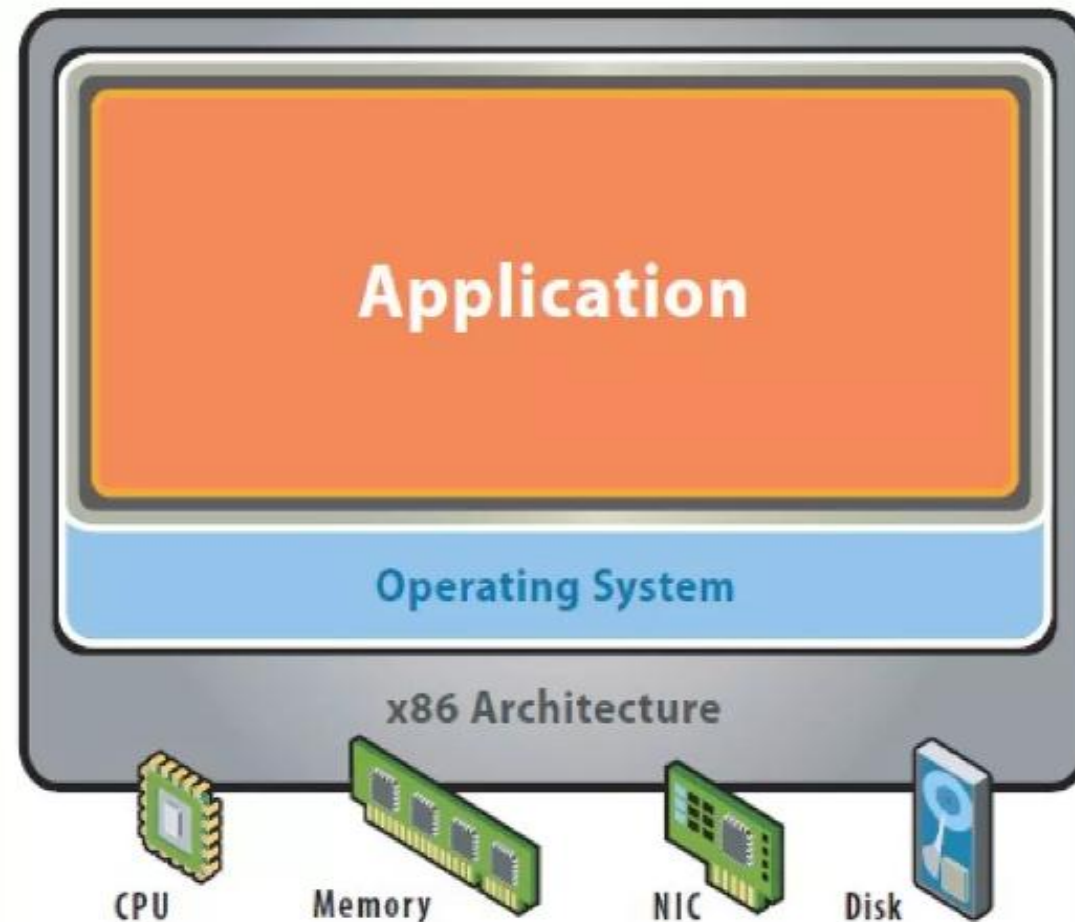 Application
Operating System
x86 Architecture
CPU
Memory
NIC
Disk